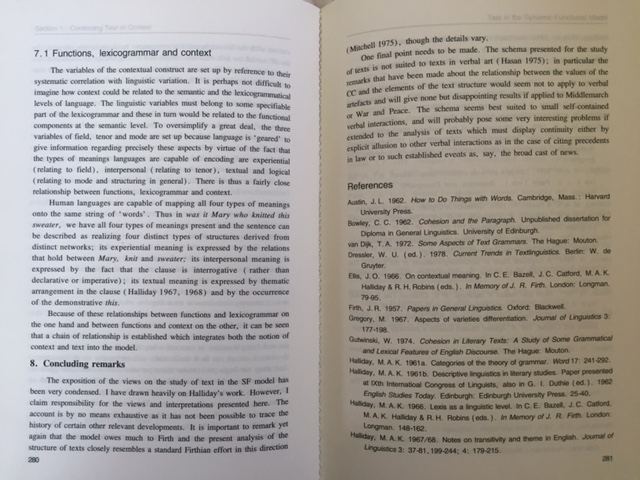 Section 1 Combining Text in Context
7.1 Functions, lexicogrammar and context
The variables of the contextual construct are set up by reference to their
systematic correlation with linguistic variation. It is perhaps not difficult to
imagine how context could be related to the semantic and the lexicogrammatical
levels of language. The linguistic variables must belong to some specifiable
part of the lexicogrammar and these in turn would be related to the functional
components at the semantic level. To oversimplify a great deal, the three
variables of field, tenor and mode are set up because language is 'geared' to
give information regarding precisely these aspects by virtue of the fact that
the types of meanings languages are capable of encoding are experiential
(relating to field), interpersonal (relating to tenor), textual and logical
(relating to mode and structuring in general). There is thus a fairly close
relationship between functions, lexicogrammar and context.
Human languages are capable of mapping all four types of meanings
onto the same string of 'words'. Thus in was it Mary who knitted this
sweater, we have all four types of meanings present and the sentence can
be described as realizing four distinct types of structures derived from
distinct networks; its experiential meaning is expressed by the relations
that hold between Mary, knit and sweater; its interpersonal meaning is
expressed by the fact that the clause is interrogative (rather than
declarative or imperative); its textual meaning is expressed by thematic
arrangement in the clause (Halliday 1967; 1968) and by the occurrence
of the demonstrative this.
Because of these relationships between functions and lexicogrammar on
the one hand and between functions and context on the other, it can be seen
that a chain of relationship is established which integrates both the notion of
context and text into the model.
8. Concluding remarks
The exposition of the views on the study of text in the SF model has
been very condensed. I have drawn heavily on Halliday's work. However, I
claim responsibility for the views and interpretations presented here. The
account is by no means exhaustive as it has not been possible to trace the
history of certain other relevant developments. It is important to remark yet
again that the model owes much to Firth and the present analysis of the
structure of texts closely resembles a standard Firthian effort in this direction
280
Text in the Systemic-Functional Model
(Mitchell 1975), though the details vary.
One final point needs to be made. The schema presented for the study
of texts is not suited to texts in verbal art (Hasan 1975); in particular the
remarks that have been made about the relationship between the values of the
CC and the elements of the text structure would seem not to apply to verbal
artefacts and will give none but disappointing results if applied to Middlemarch
or War and Peace. The schema seems best suited to small self-contained
verbal interactions, and will probably pose some very interesting problems if
extended to the analysis of texts which must display continuity either by
explicit allusion to other verbal interactions as in the case of citing precedents
in law or to such established events as, say, the broad cast of news.
References
Austin, J. L. 1962. How to Do Things with Words. Cambridge, Mass.: Harvard
University Press.
Bowley, C. C. 1962. Cohesion and the Paragraph. Unpublished dissertation for
Diploma in General Linguistics. University of Edinburgh.
van Dijk, T. A. 1972. Some Aspects of Text Grammars. The Hague: Mouton.
Dressler, W. U. (ed.). 1978. Current Trends in Textlinguistics. Berlin: W. de
Gruyter.
Ellis, J. O. 1966. On contextual meaning. In C. E. Bazell, J. C. Catford, M. A. K.
Halliday & R. H. Robins (eds.). In Memory of J. R. Firth. London: Longman.
79-95.
Firth, J. R. 1957. Papers in General Linguistics. Oxford: Blackwell.
Gregory, M. 1967. Aspects of varieties differentiation. Journal of Linguistics 3:
177-198.
Gutwinski, W. 1974. Cohesion in Literary Texts: A Study of Some Grammatical
and Lexical Features of English Discourse. The Hague: Mouton.
Halliday, M. A. K. 1961a. Categories of the theory of grammar. Word 17: 241-292.
Halliday, M. A. K. 1961b. Descriptive linguistics in literary studies. Paper presented
at IXth International Congress of Linguists, also in G. I. Duthie (ed.). 1962
English Studies Today. Edinburgh: Edinburgh University Press. 25-40.
Halliday, M. A. K. 1966. Lexis as a linguistic level. In C. E. Bazell, J. C. Catford,
M. A. K. Halliday & R. H. Robins (eds.). In Memory of J. R. Firth. London:
Longman. 148-162.
Halliday, M. A. K. 1967/68. Notes on transitivity and theme in English. Journal of
Linguistics 3: 37-81, 199-244; 4: 179-215.
281